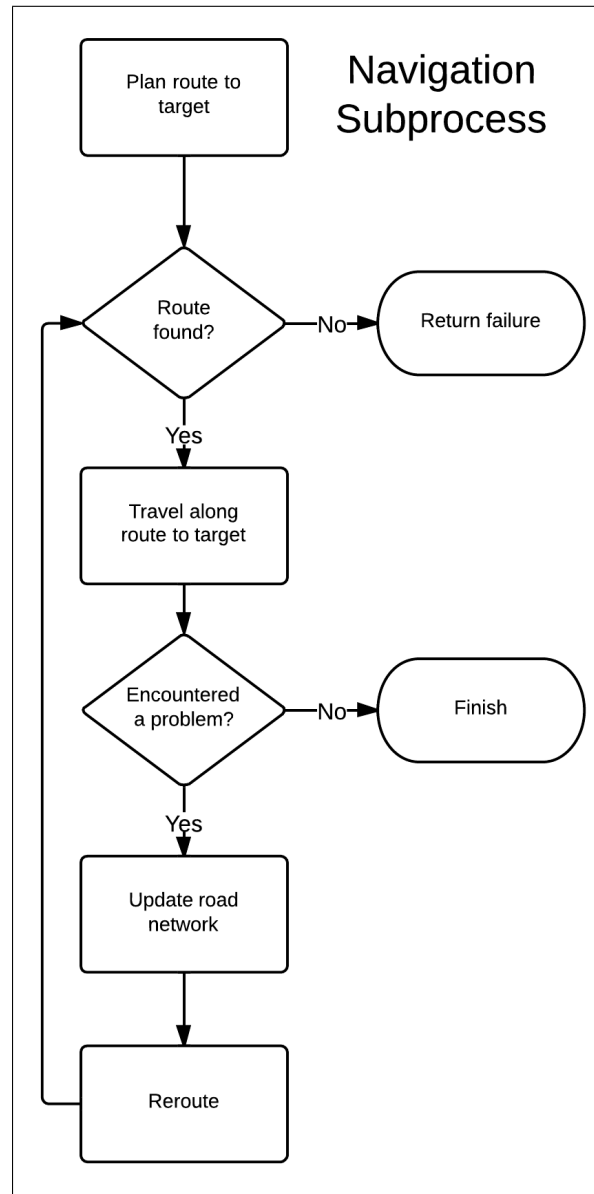 Navigation
Subprocess
Plan route to
target
Route
found?
No
Return failure
Yes
Travel along
route to target
Encountered
a problem?
No
Finish
Yes
Update road
network
Reroute